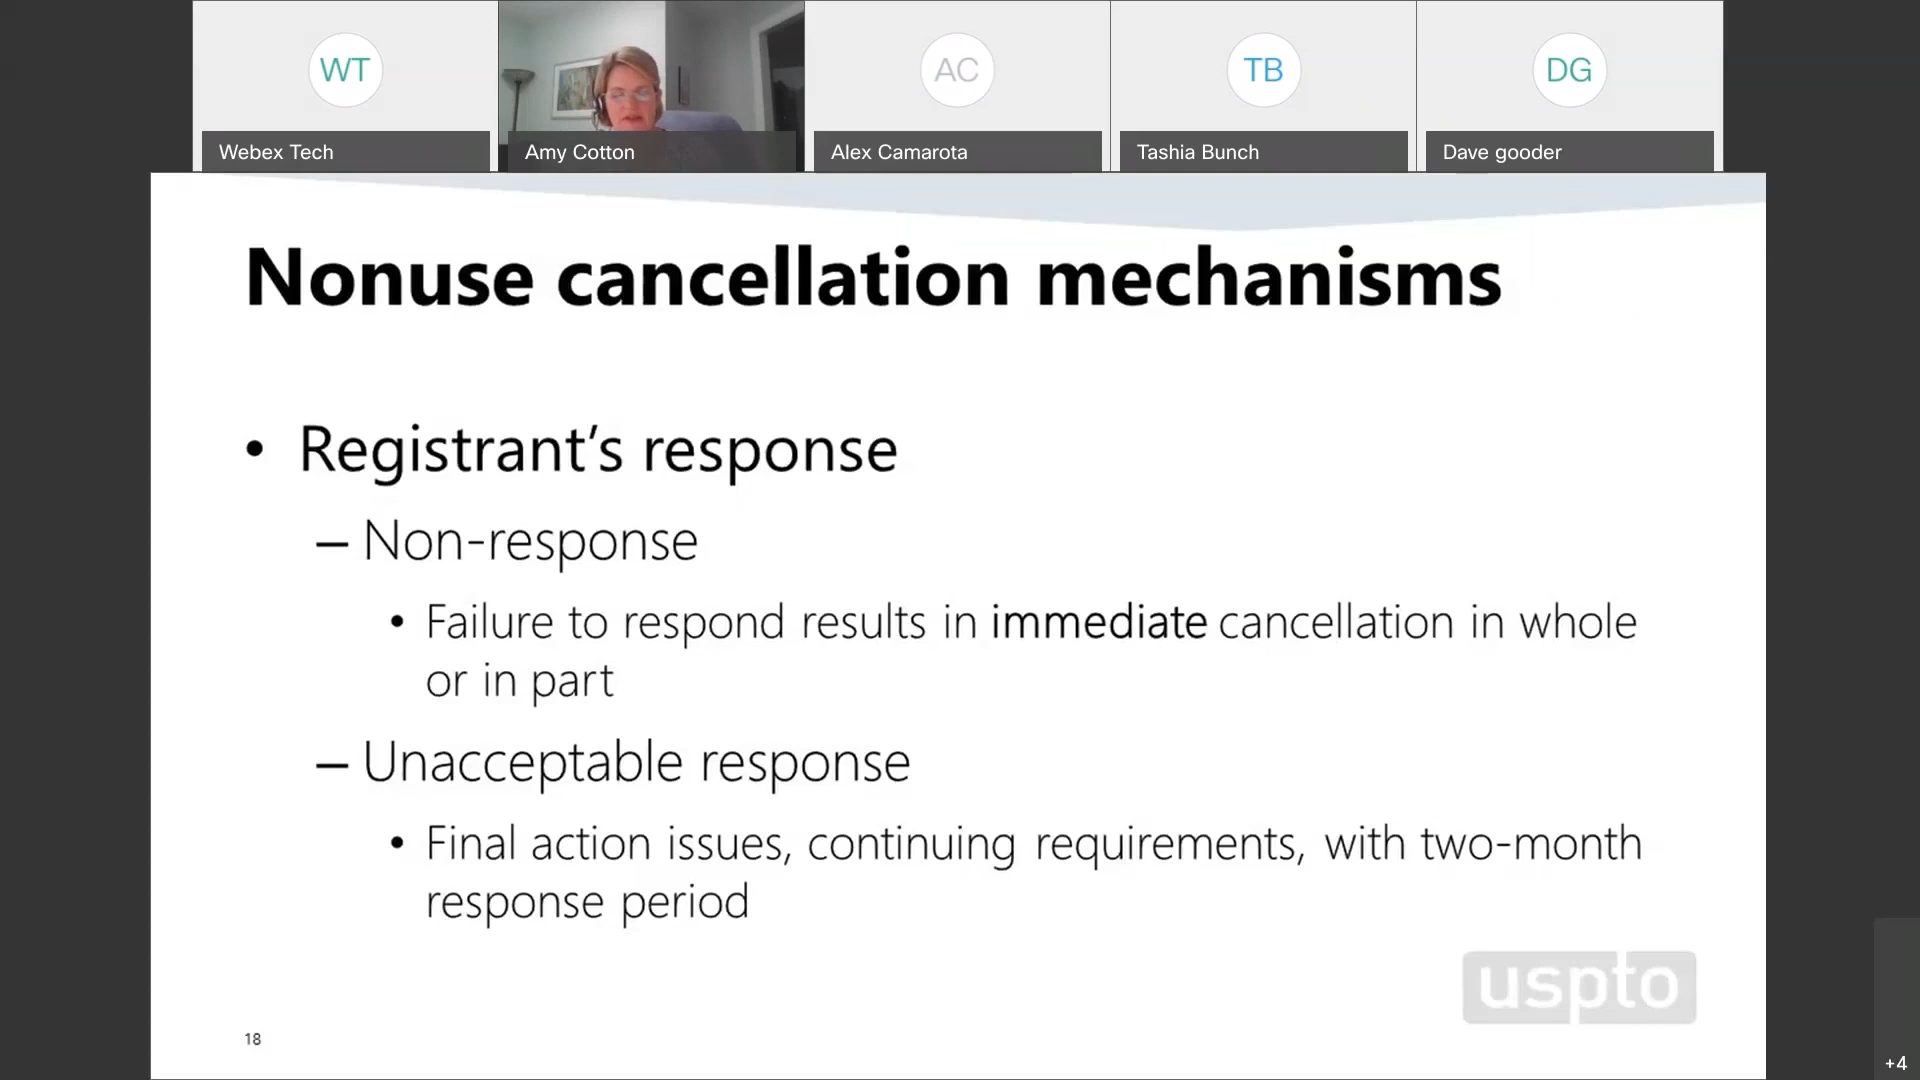 WT
AC
TB
DG
Webex Tech
Amy Cotton
Alex Camarota
Tashia Bunch
Dave gooder
Nonuse cancellation mechanisms
• Registrant’s response
– Non-response
• Failure to respond results in immediate cancellation in whole
or in part
– Unacceptable response
• Final action issues, continuing requirements, with two-month
response period
uspto
18
+4